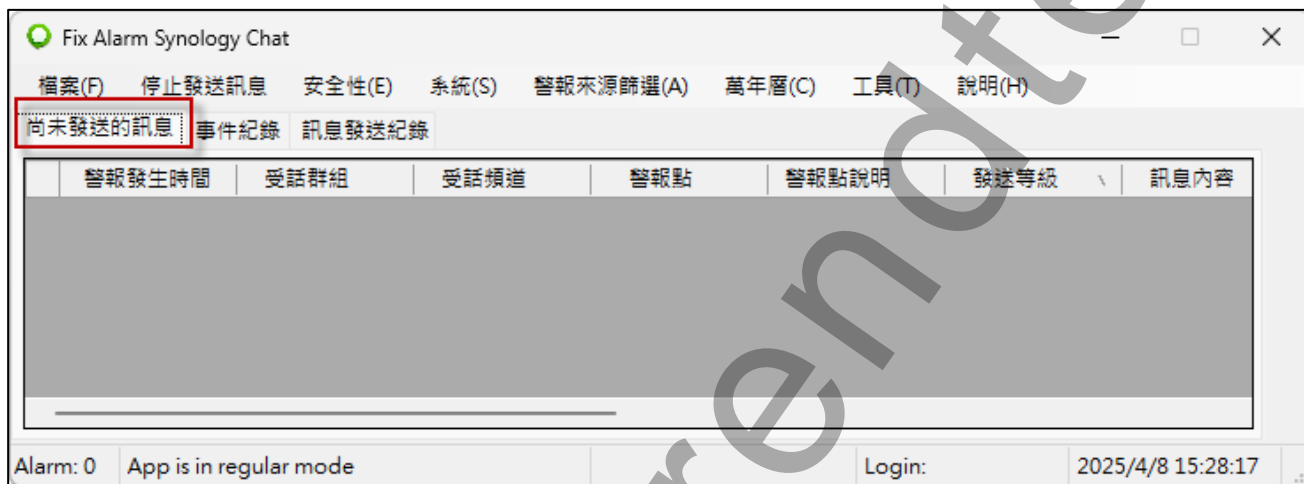 Fix Alarm Synology Chat
檔案(F) 停止發送訊息 安全性(E) 系統(S) 警報來源篩選(A) 萬年曆(C) 工具(T) 說明(H)
尚未發送的訊息 事件紀錄 訊息發送紀錄
警報發生時間 受話群組 受話頻道 警報點 警報點說明 發送等級 訊息內容
Alarm: 0 App is in regular mode Login: 2025/4/8 15:28:17